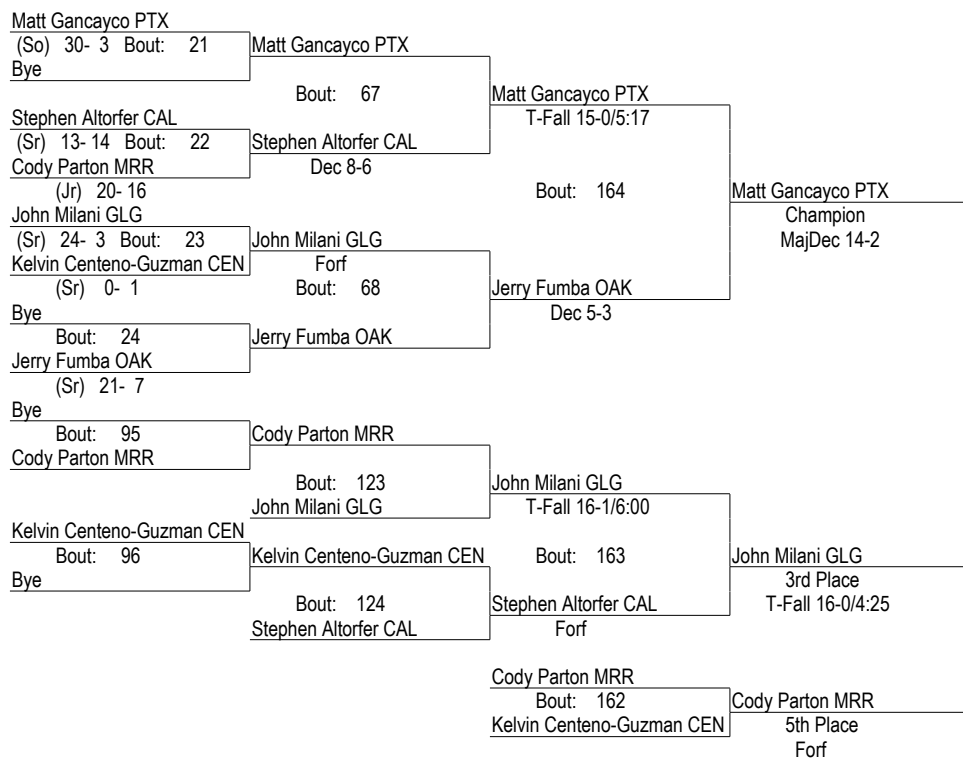 Matt Gancayco PTX
(So) 30- 3 Bout: 21
Matt Gancayco PTX
Bye
Bout: 67
Matt Gancayco PTX
Stephen Altorfer CAL
T-Fall 15-0/5:17
(Sr) 13- 14 Bout: 22
Stephen Altorfer CAL
Cody Parton MRR
Dec 8-6
(Jr) 20- 16
Bout: 164
Matt Gancayco PTX
John Milani GLG
Champion
(Sr) 24- 3 Bout: 23
John Milani GLG
MajDec 14-2
Kelvin Centeno-Guzman CEN
Forf
(Sr) 0- 1
Bout: 68
Jerry Fumba OAK
Bye
Dec 5-3
Bout: 24
Jerry Fumba OAK
Jerry Fumba OAK
(Sr) 21- 7
Bye
Bout: 95
Cody Parton MRR
Cody Parton MRR
Bout: 123
John Milani GLG
John Milani GLG
T-Fall 16-1/6:00
Kelvin Centeno-Guzman CEN
Bout: 96
Kelvin Centeno-Guzman CEN
Bout: 163
John Milani GLG
Bye
3rd Place
Bout: 124
Stephen Altorfer CAL
T-Fall 16-0/4:25
Stephen Altorfer CAL
Forf
Cody Parton MRR
Bout: 162
Cody Parton MRR
Kelvin Centeno-Guzman CEN
5th Place
Forf